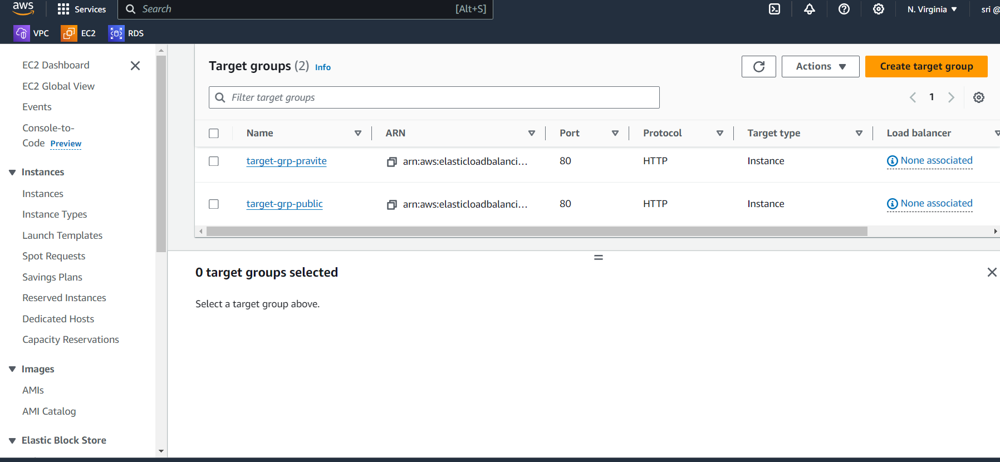 aws Services Search [Alt+S] N. Virginia sri @
VPC EC2 RDS
EC2 Dashboard
EC2 Global View
Events
Console-to-
Code Preview
Instances
Instances
Instance Types
Launch Templates
Spot Requests
Savings Plans
Reserved Instances
Dedicated Hosts
Capacity Reservations
Images
AMIs
AMI Catalog
Elastic Block Store
Target groups (2) Info
Actions Create target group
Filter target groups
1
Name ARN Port Protocol Target type Load balancer
target-grp-pravite arn:aws:elasticloadbalanci... 80 HTTP Instance None associated
target-grp-public arn:aws:elasticloadbalanci... 80 HTTP Instance None associated
0 target groups selected
Select a target group above.